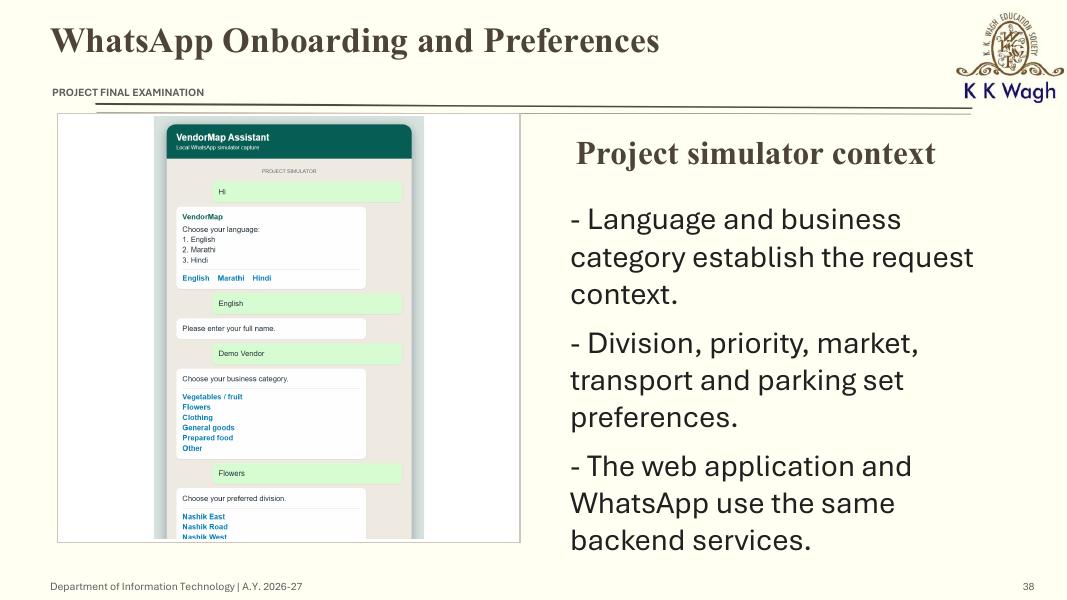 WhatsApp Onboarding and Preferences
K. K. WAGH EDUCATION SOCIETY
K K Wagh
PROJECT FINAL EXAMINATION
VendorMap Assistant
Local WhatsApp simulator capture
PROJECT SIMULATOR
Hi
VendorMap
Choose your language:
1. English
2. Marathi
3. Hindi
English Marathi Hindi
English
Please enter your full name.
Demo Vendor
Choose your business category.
Vegetables / fruit
Flowers
Clothing
General goods
Prepared food
Other
Flowers
Choose your preferred division.
Nashik East
Nashik Road
Nashik West
Project simulator context
- Language and business
category establish the request
context.
- Division, priority, market,
transport and parking set
preferences.
- The web application and
WhatsApp use the same
backend services.
Department of Information Technology | A.Y. 2026-27
38